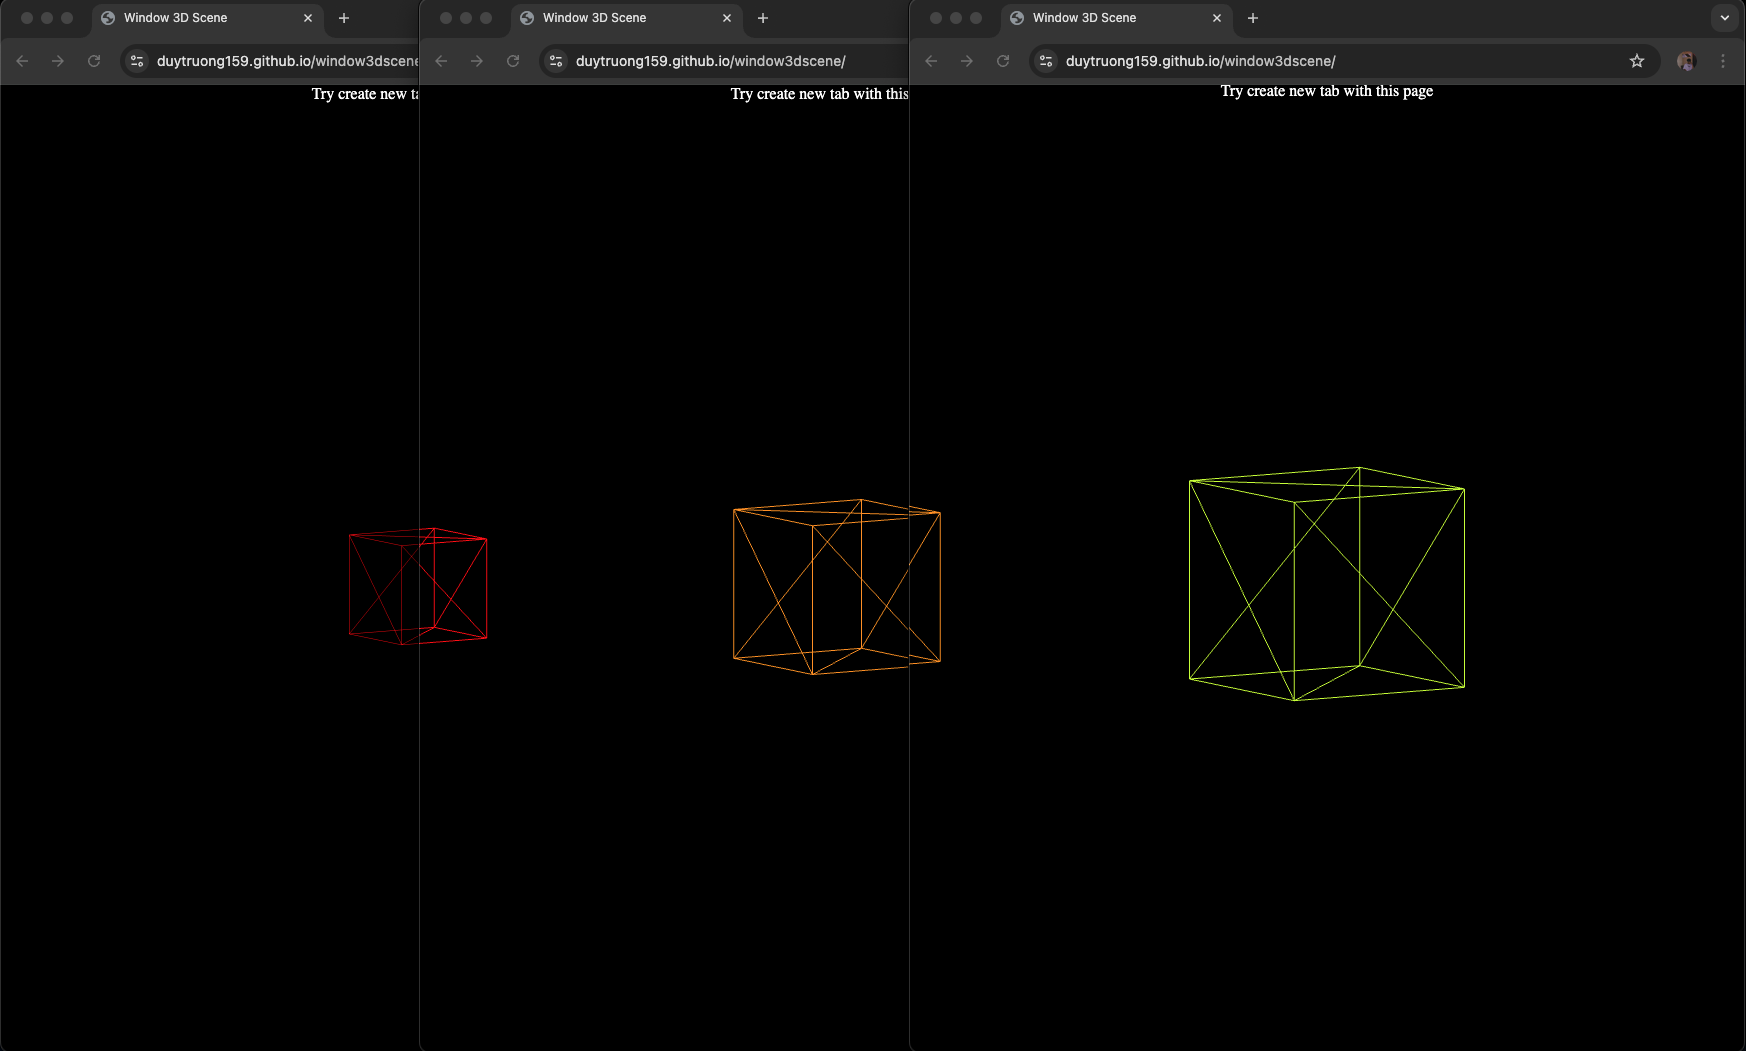 Window 3D Scene
duytruong159.github.io/window3dscene
Try create new ta
Window 3D Scene
duytruong159.github.io/window3dscene/
Try create new tab with this
Window 3D Scene
duytruong159.github.io/window3dscene/
Try create new tab with this page